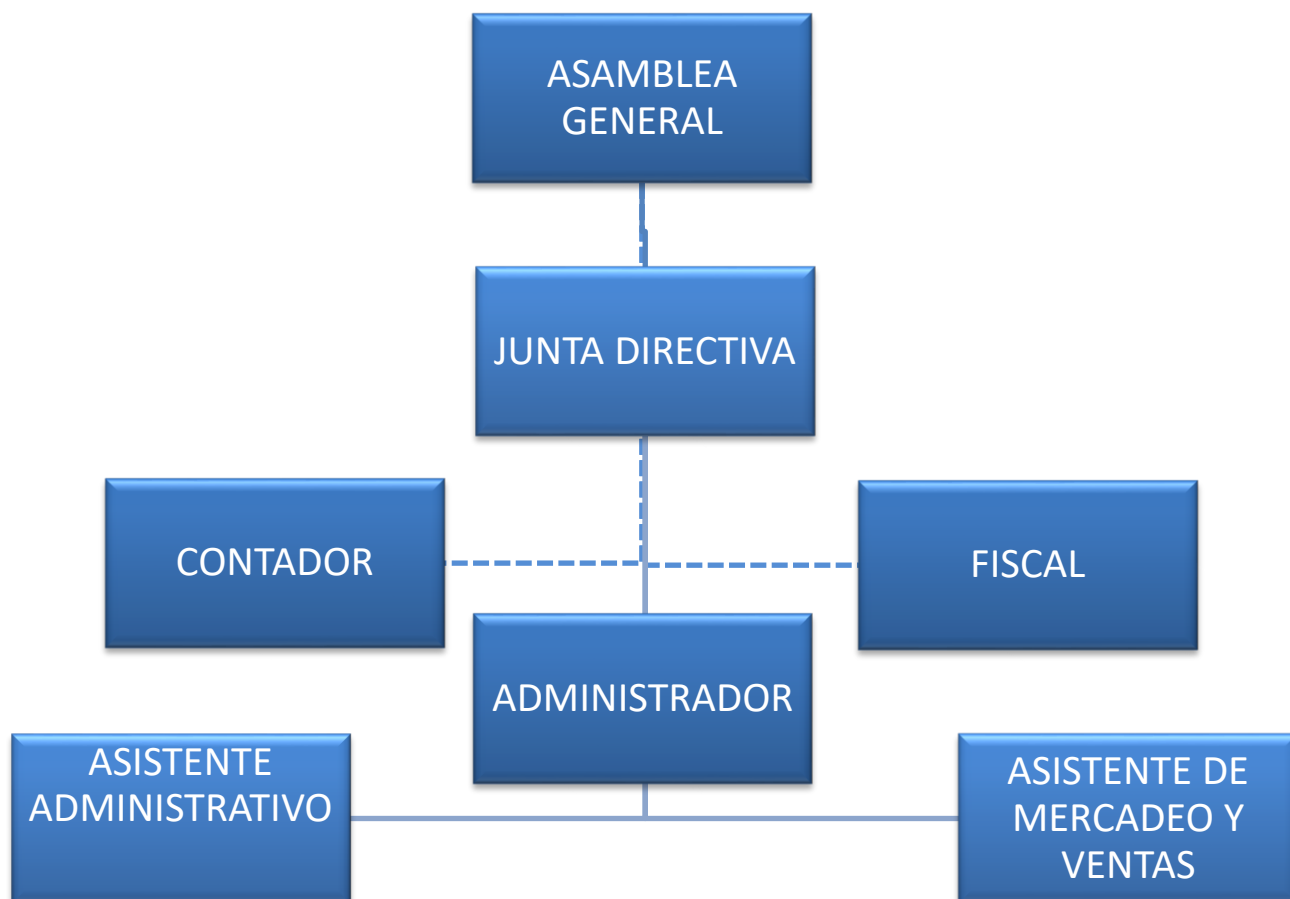 ASAMBLEA
GENERAL
JUNTA DIRECTIVA
CONTADOR
FISCAL
ADMINISTRADOR
ASISTENTE
ADMINISTRATIVO
ASISTENTE DE
MERCADEO Y
VENTAS